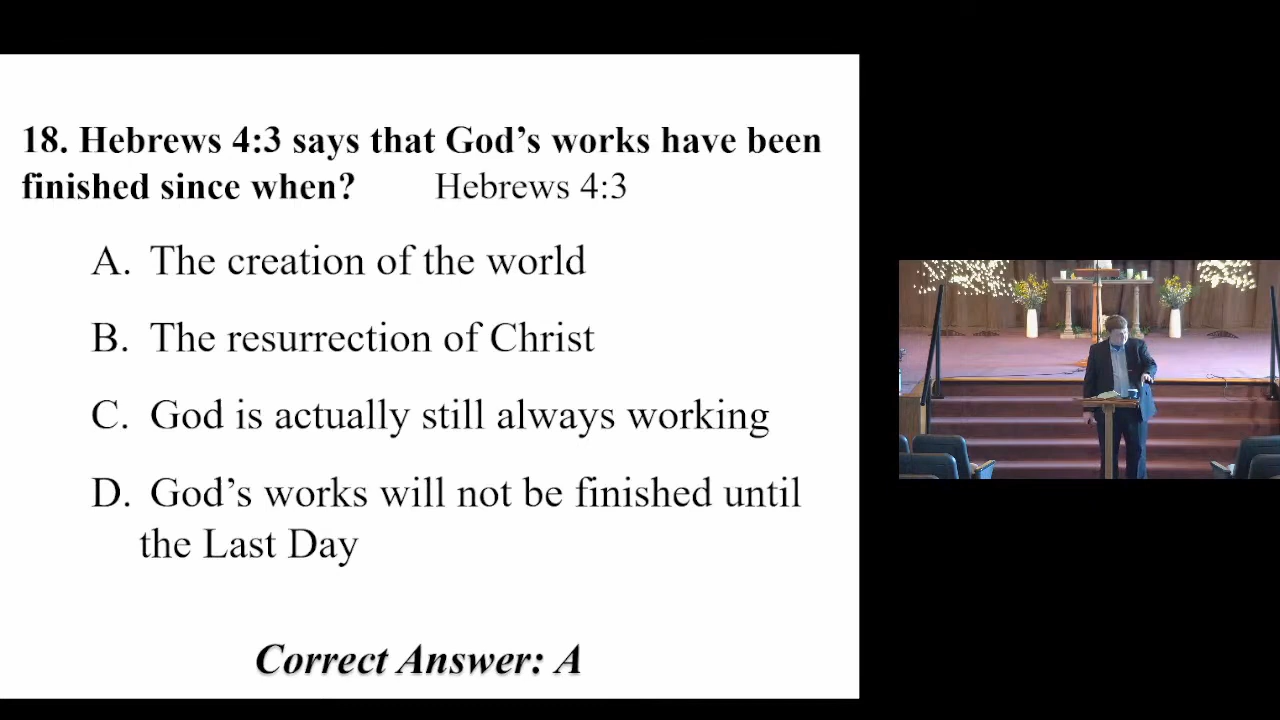 18. Hebrews 4:3 says that God’s works have been
finished since when? Hebrews 4:3
A. The creation of the world
B. The resurrection of Christ
C. God is actually still always working
D. God’s works will not be finished until
the Last Day
Correct Answer: A